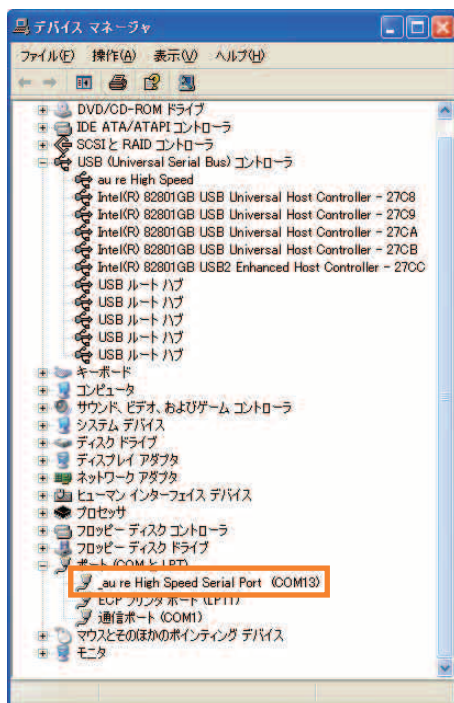 デバイス マネージャ
ファイル(F) 操作(A) 表示(V) ヘルプ(H)
DVD/CD-ROM ドライブ
IDE ATA/ATAPI コントローラ
SCSI と RAID コントローラ
USB (Universal Serial Bus) コントローラ
au re High Speed
Intel(R) 82801GB USB Universal Host Controller - 27C8
Intel(R) 82801GB USB Universal Host Controller - 27C9
Intel(R) 82801GB USB Universal Host Controller - 27CA
Intel(R) 82801GB USB Universal Host Controller - 27CB
Intel(R) 82801GB USB2 Enhanced Host Controller - 27CC
USB ルート ハブ
USB ルート ハブ
USB ルート ハブ
USB ルート ハブ
USB ルート ハブ
キーボード
コンピュータ
サウンド、ビデオ、およびゲーム コントローラ
システム デバイス
ディスク ドライブ
ディスプレイ アダプタ
ネットワーク アダプタ
ヒューマン インターフェイス デバイス
プロセッサ
フロッピー ディスク コントローラ
フロッピー ディスク ドライブ
ポート (COM と LPT)
_au re High Speed Serial Port (COM13)
ECP プリンタ ポート (LPT1)
通信ポート (COM1)
マウスとそのほかのポインティング デバイス
モニタ